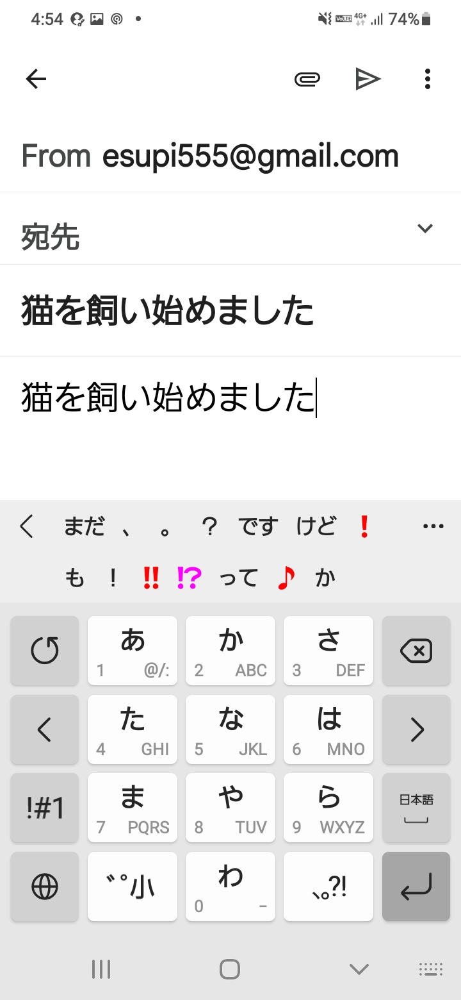 4:54 VoLTE 4G+ 74%
From esupi555@gmail.com
宛先
猫を飼い始めました
猫を飼い始めました
まだ 、 。 ? です けど ❗ …
も ! ‼ ⁉ って ♪ か
あ か さ
1 @/: 2 ABC 3 DEF
た な は
4 GHI 5 JKL 6 MNO
!#1 ま や ら 日本語
7 PQRS 8 TUV 9 WXYZ
゛゜小 わ 、。?!
0 −